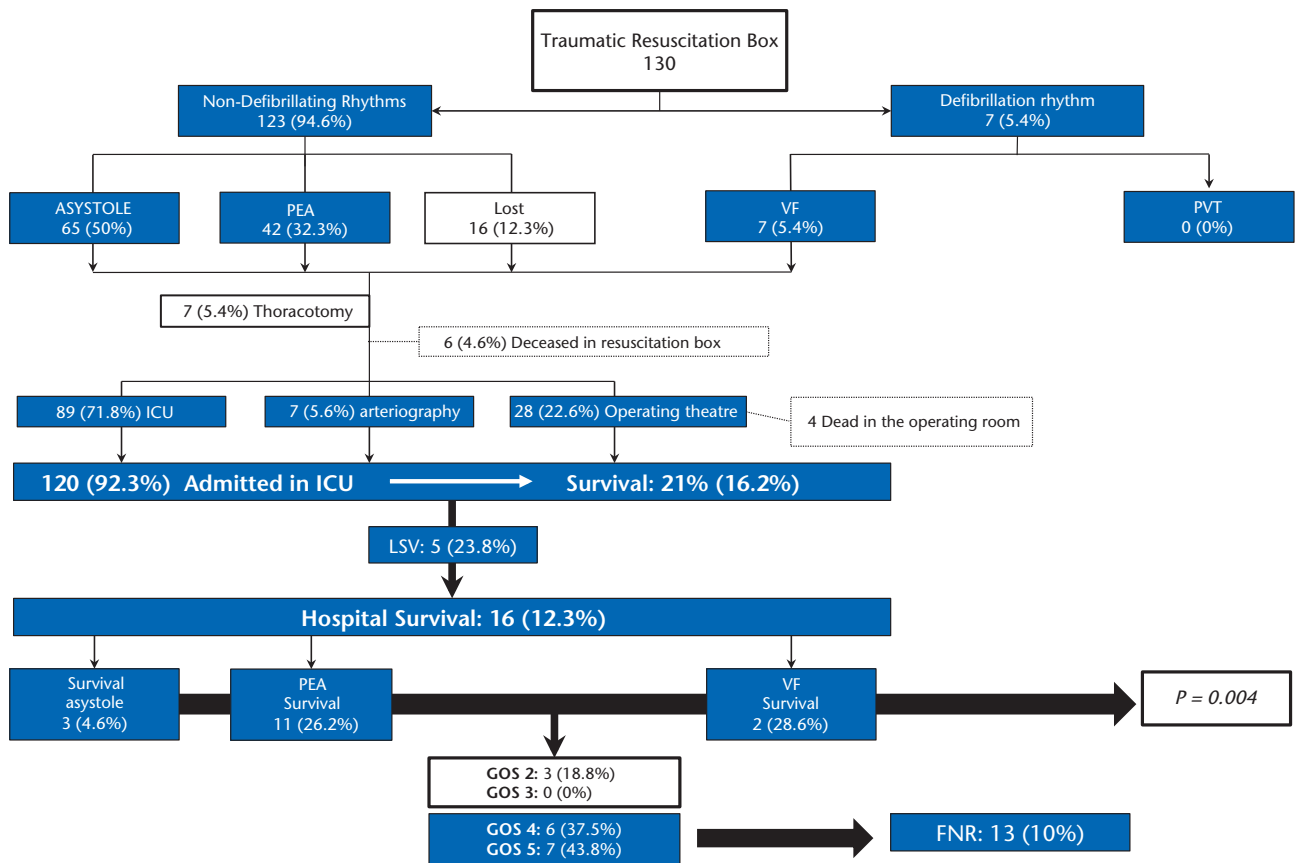 Traumatic Resuscitation Box
130
Non-Defibrillating Rhythms
123 (94.6%)
Defibrillation rhythm
7 (5.4%)
ASYSTOLE
65 (50%)
PEA
42 (32.3%)
Lost
16 (12.3%)
VF
7 (5.4%)
PVT
0 (0%)
7 (5.4%) Thoracotomy
6 (4.6%) Deceased in resuscitation box
89 (71.8%) ICU
7 (5.6%) arteriography
28 (22.6%) Operating theatre
4 Dead in the operating room
120 (92.3%) Admitted in ICU
Survival: 21% (16.2%)
LSV: 5 (23.8%)
Hospital Survival: 16 (12.3%)
Survival
asystole
3 (4.6%)
PEA
Survival
11 (26.2%)
VF
Survival
2 (28.6%)
P = 0.004
GOS 2: 3 (18.8%)
GOS 3: 0 (0%)
GOS 4: 6 (37.5%)
GOS 5: 7 (43.8%)
FNR: 13 (10%)